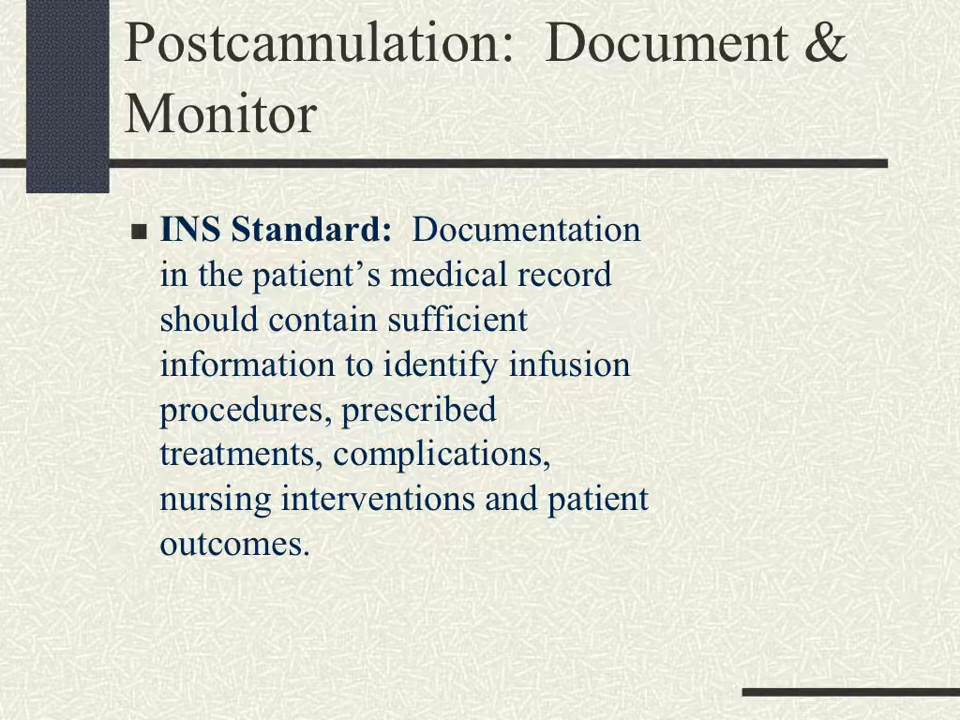 Postcannulation:  Document &
Monitor
INS Standard:  Documentation
in the patient’s medical record
should contain sufficient
information to identify infusion
procedures, prescribed
treatments, complications,
nursing interventions and patient
outcomes.